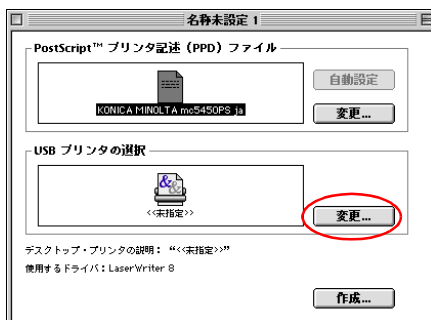 名称未設定 1
PostScript™ プリンタ記述（PPD）ファイル
自動設定
KONICA MINOLTA mc5450PS ja
変更...
USB プリンタの選択
<<未指定>>
変更...
デスクトップ・プリンタの説明： “<<未指定>>”
使用するドライバ：LaserWriter 8
作成...